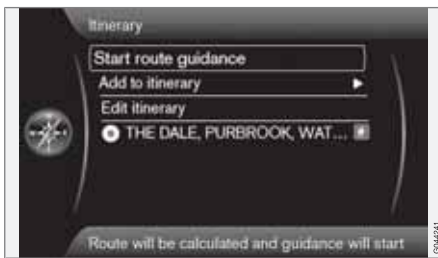 Itinerary
Start route guidance
Add to itinerary
Edit itinerary
THE DALE, PURBROOK, WAT...
Route will be calculated and guidance will start
G044241